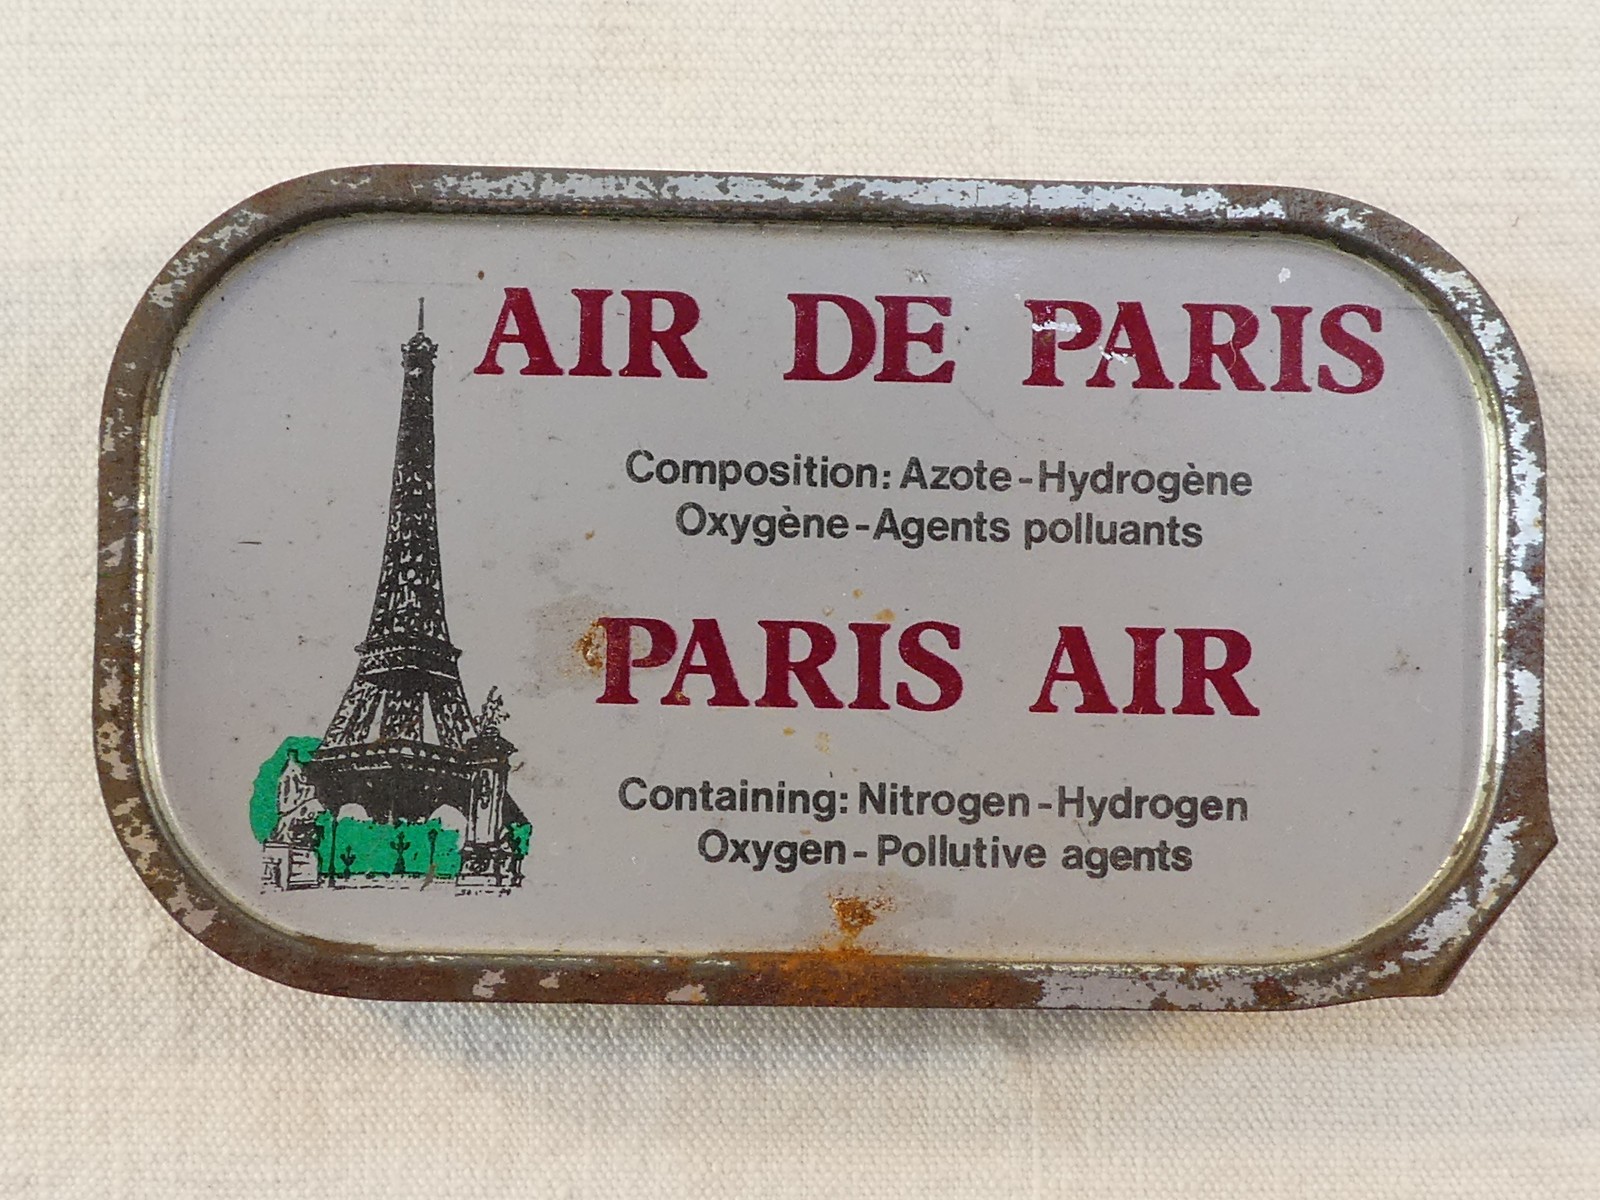 AIR DE PARIS
Composition: Azote-Hydrogène
Oxygène-Agents polluants
PARIS AIR
Containing: Nitrogen-Hydrogen
Oxygen-Pollutive agents